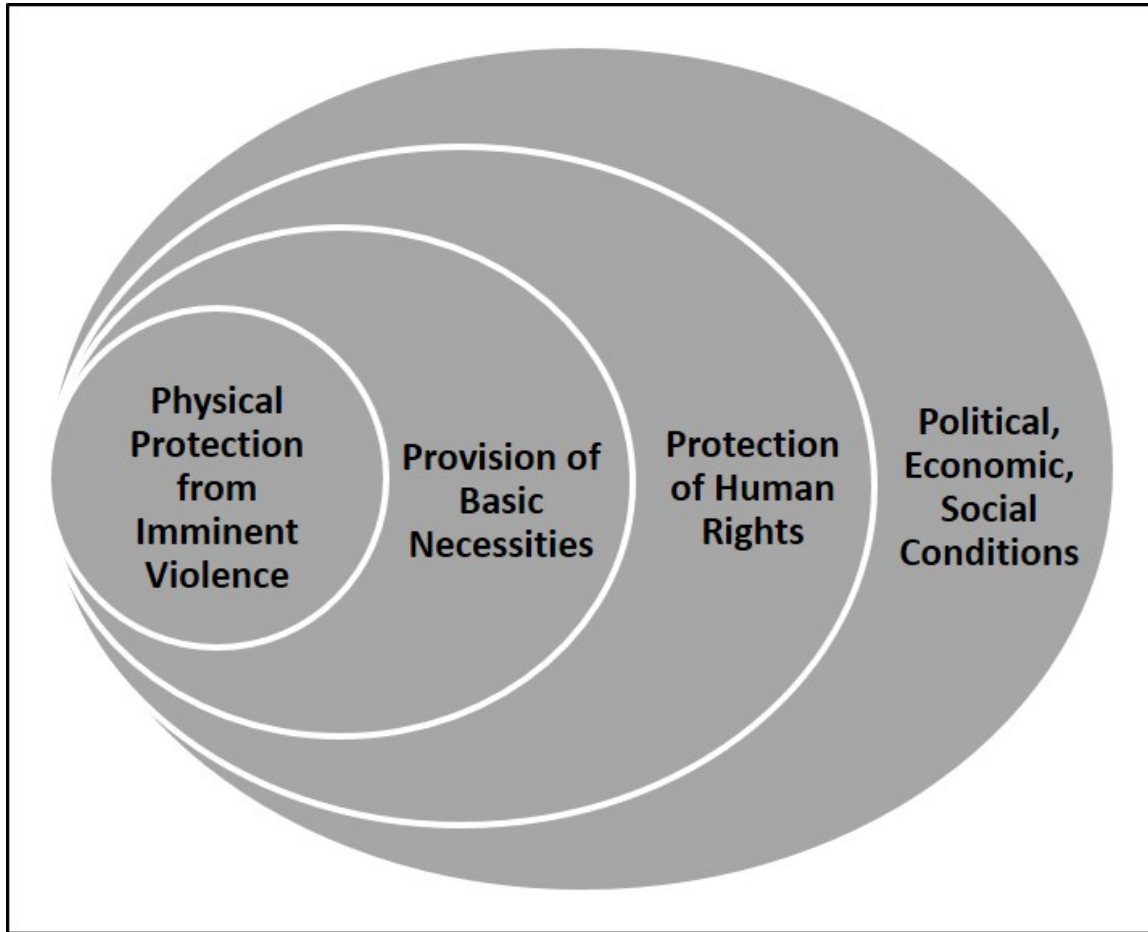 Physical
Protection
from
Imminent
Violence
Provision of
Basic
Necessities
Protection
of Human
Rights
Political,
Economic,
Social
Conditions